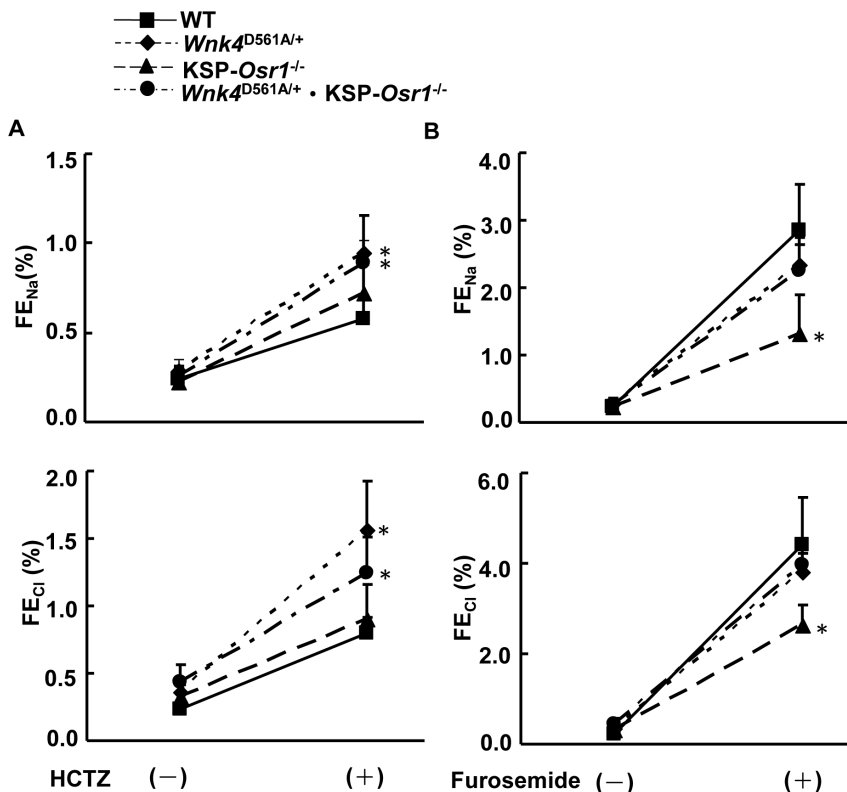 WT
Wnk4D561A/+
KSP-Osr1-/-
Wnk4D561A/+ · KSP-Osr1-/-
A
B
FENa(%)
1.5
1.0
0.5
0.0
*
*
FENa (%)
4.0
3.0
2.0
1.0
0.0
*
FECl (%)
2.0
1.5
1.0
0.5
0.0
*
*
FECl (%)
6.0
4.0
2.0
0.0
*
HCTZ (−) (+)
Furosemide (−) (+)